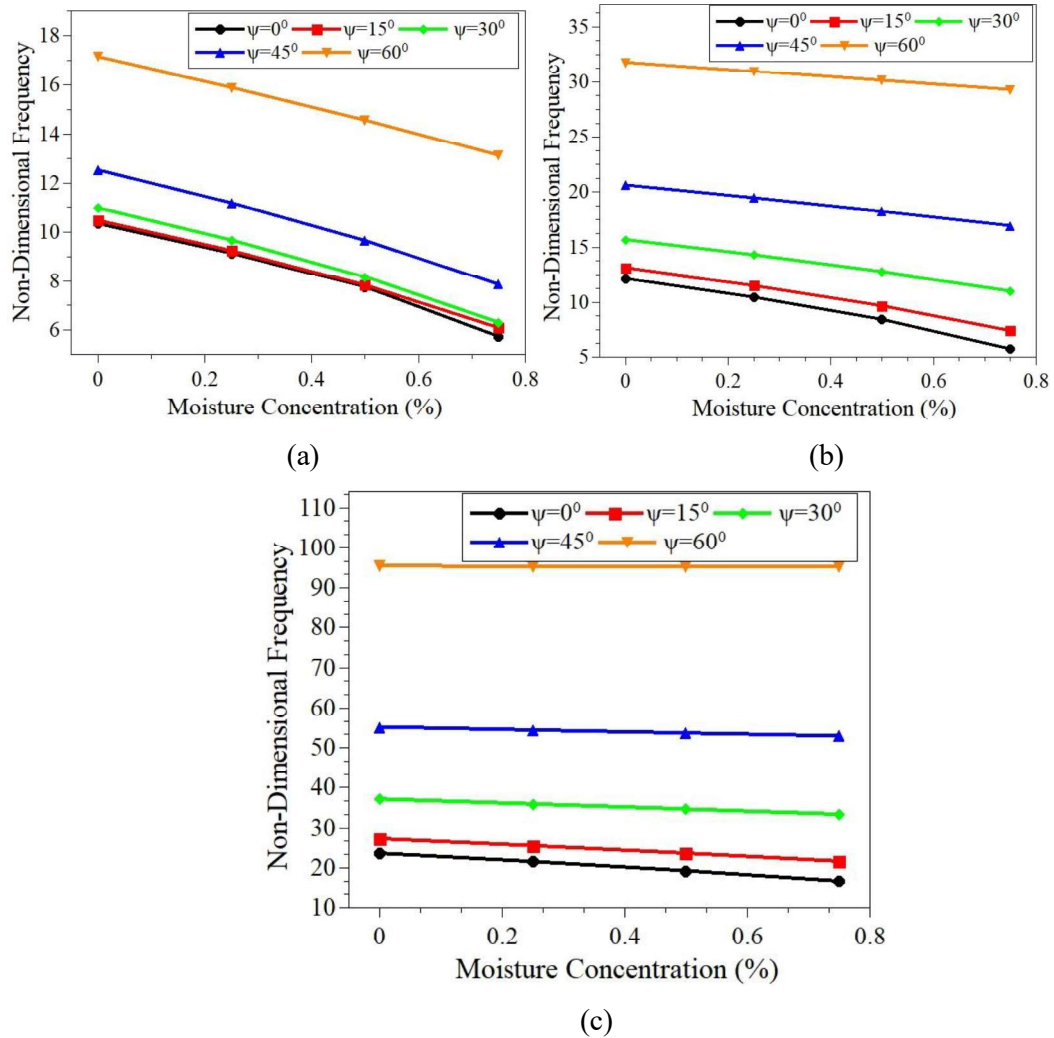 ψ=0⁰ ψ=15⁰ ψ=30⁰
ψ=45⁰ ψ=60⁰
18
16
14
12
10
8
6
Non-Dimensional Frequency
0 0.2 0.4 0.6 0.8
Moisture Concentration (%)
(a)
ψ=0⁰ ψ=15⁰ ψ=30⁰
ψ=45⁰ ψ=60⁰
35
30
25
20
15
10
5
Non-Dimensional Frequency
0 0.2 0.4 0.6 0.8
Moisture Concentration (%)
(b)
ψ=0⁰ ψ=15⁰ ψ=30⁰
ψ=45⁰ ψ=60⁰
110
100
90
80
70
60
50
40
30
20
10
Non-Dimensional Frequency
0 0.2 0.4 0.6 0.8
Moisture Concentration (%)
(c)